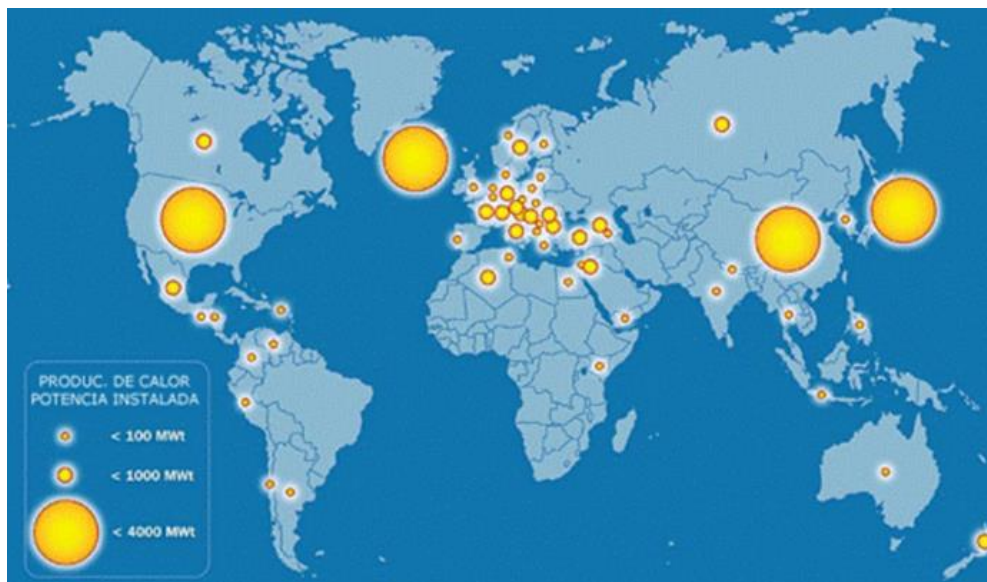 PRODUC. DE CALOR
POTENCIA INSTALADA
< 100 MWt
< 1000 MWt
< 4000 MWt